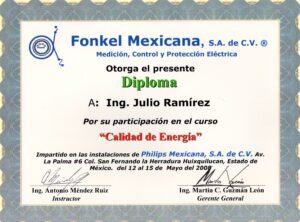 Fonkel Mexicana, S.A. de C.V. ®
Medición, Control y Protección Eléctrica
Otorga el presente
Diploma
A: Ing. Julio Ramírez
Por su participación en el curso
“Calidad de Energía”
Impartido en las instalaciones de Philips Mexicana, S.A. de C.V. Av.
La Palma #6 Col. San Fernando la Herradura Huixquilucan, Estado de
México. del 12 al 15 de Mayo del
Ing. Antonio Méndez Ruiz
Instructor
Ing. Martín C. Guzmán León
Gerente General